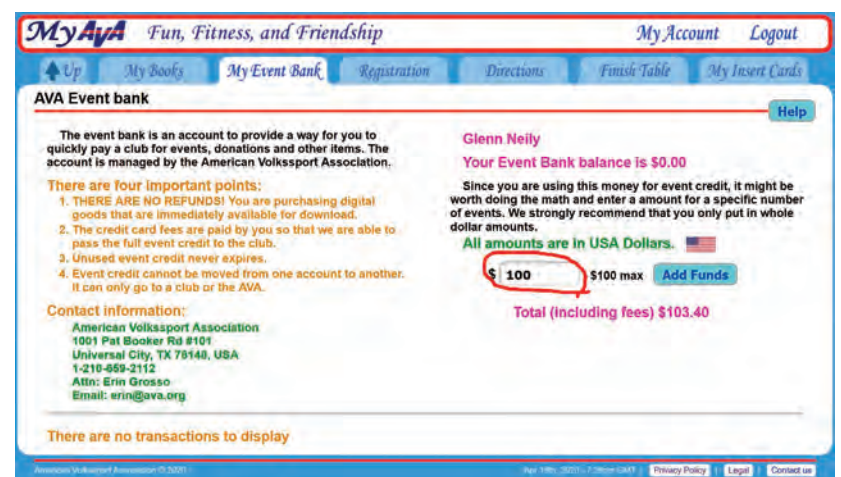 MyAVA Fun, Fitness, and Friendship My Account Logout
Up My Books My Event Bank Registration Directions Finish Table My Insert Cards
AVA Event bank
Help
The event bank is an account to provide a way for you to
quickly pay a club for events, donations and other items. The
account is managed by the American Volkssport Association.
There are four important points:
1. THERE ARE NO REFUNDS! You are purchasing digital
goods that are immediately available for download.
2. The credit card fees are paid by you so that we are able to
pass the full event credit to the club.
3. Unused event credit never expires.
4. Event credit cannot be moved from one account to another.
It can only go to a club or the AVA.
Contact information:
American Volkssport Association
1001 Pat Booker Rd #101
Universal City, TX 78148, USA
1-210-659-2112
Attn: Erin Grosso
Email: erin@ava.org
Glenn Neily
Your Event Bank balance is $0.00
Since you are using this money for event credit, it might be
worth doing the math and enter a amount for a specific number
of events. We strongly recommend that you only put in whole
dollar amounts.
All amounts are in USA Dollars.
$ 100 $100 max Add Funds
Total (including fees) $103.40
There are no transactions to display
American Volkssport Association Privacy Policy | Legal | Contact us